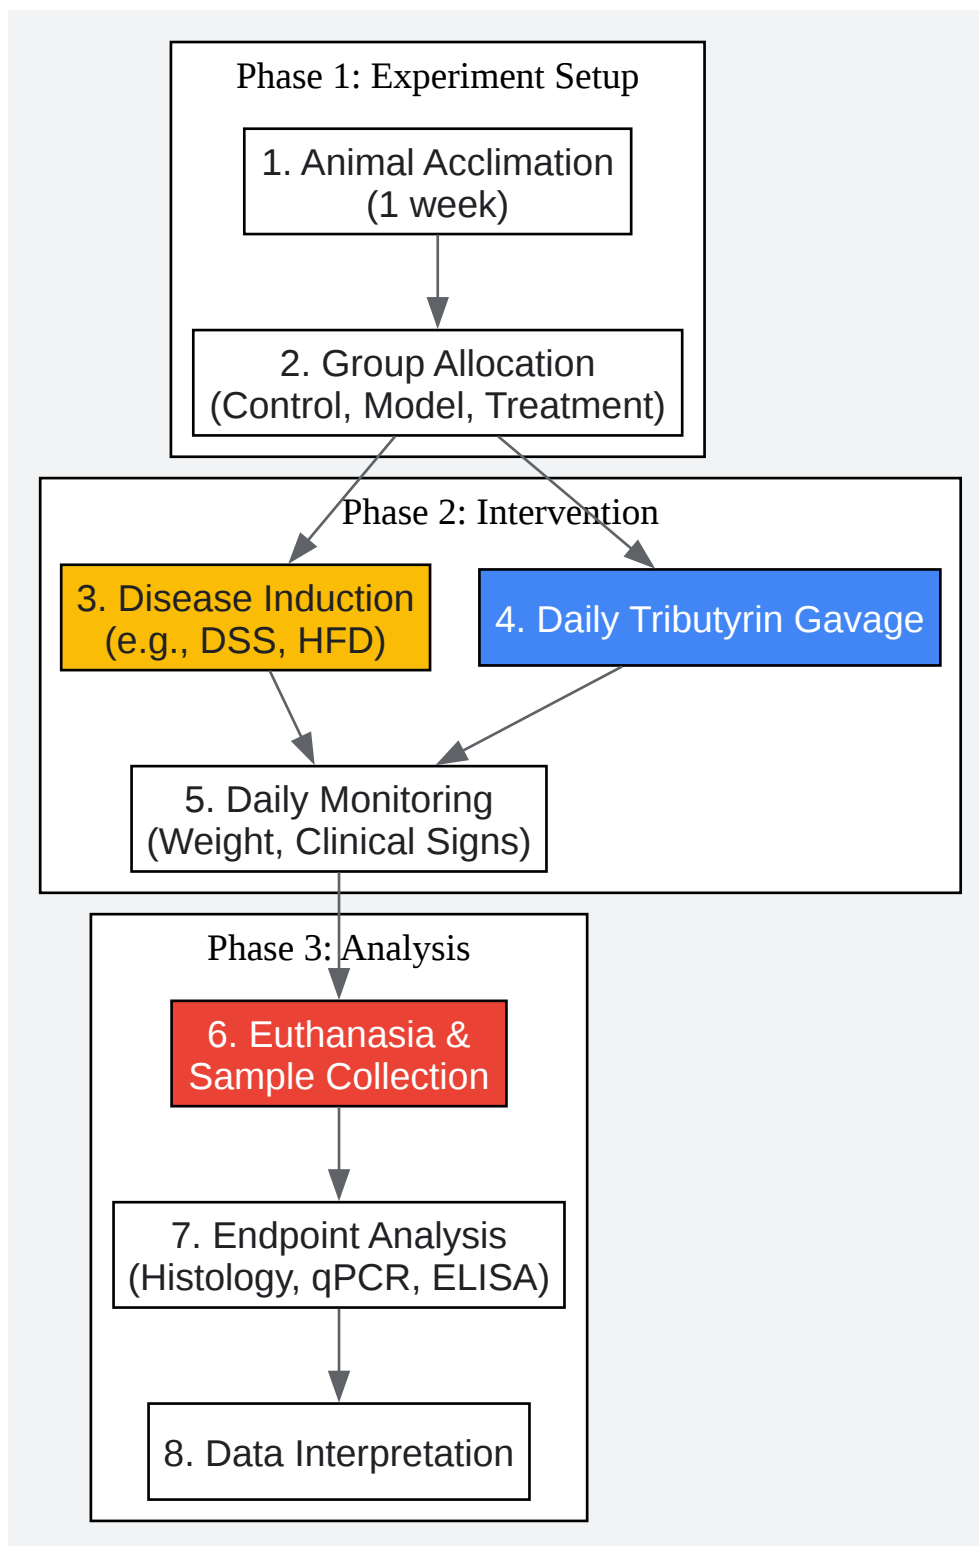 Phase 1: Experiment Setup
1. Animal Acclimation
(1 week)
2. Group Allocation
(Control, Model, Treatment)
Phase 2: Intervention
3. Disease Induction
(e.g., DSS, HFD)
4. Daily Tributyrin Gavage
5. Daily Monitoring
(Weight, Clinical Signs)
Phase 3: Analysis
6. Euthanasia &
Sample Collection
7. Endpoint Analysis
(Histology, qPCR, ELISA)
8. Data Interpretation